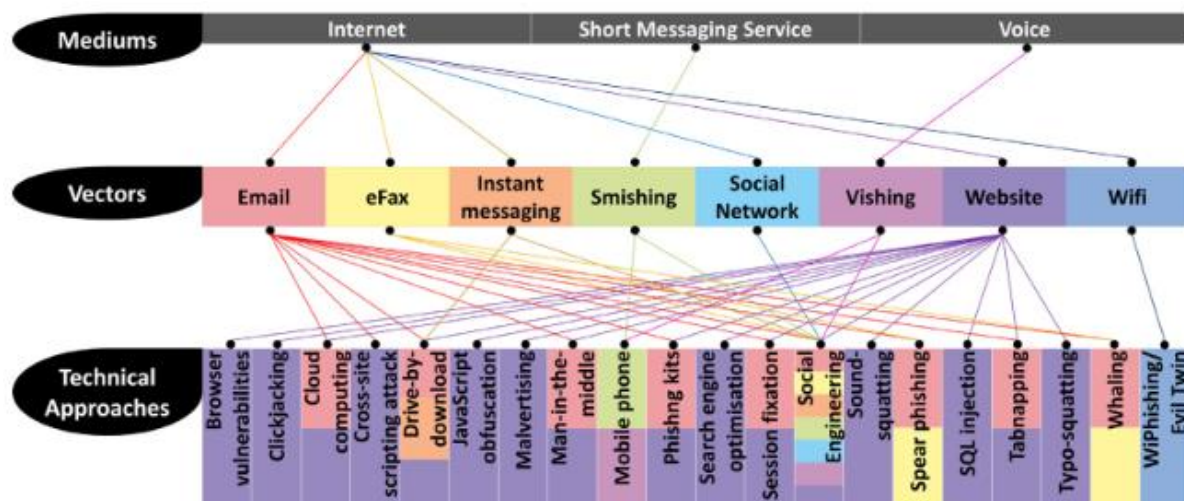 Mediums
Internet
Short Messaging Service
Voice
Vectors
Email
eFax
Instant
messaging
Smishing
Social
Network
Vishing
Website
Wifi
Technical
Approaches
Browser
vulnerabilities
Clickjacking
Cloud
computing
Cross-site
scripting attack
Drive-by-
download
JavaScript
obfuscation
Malvertising
Man-in-the-
middle
Mobile phone
Phishng kits
Search engine
optimisation
Session fixation
Social
Engineering
Sound-
squatting
Spear phishing
SQL injection
Tabnapping
Typo-squatting
Whaling
WiPhishing/
Evil Twin